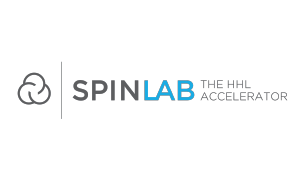 SPINLAB THE HHL
ACCELERATOR